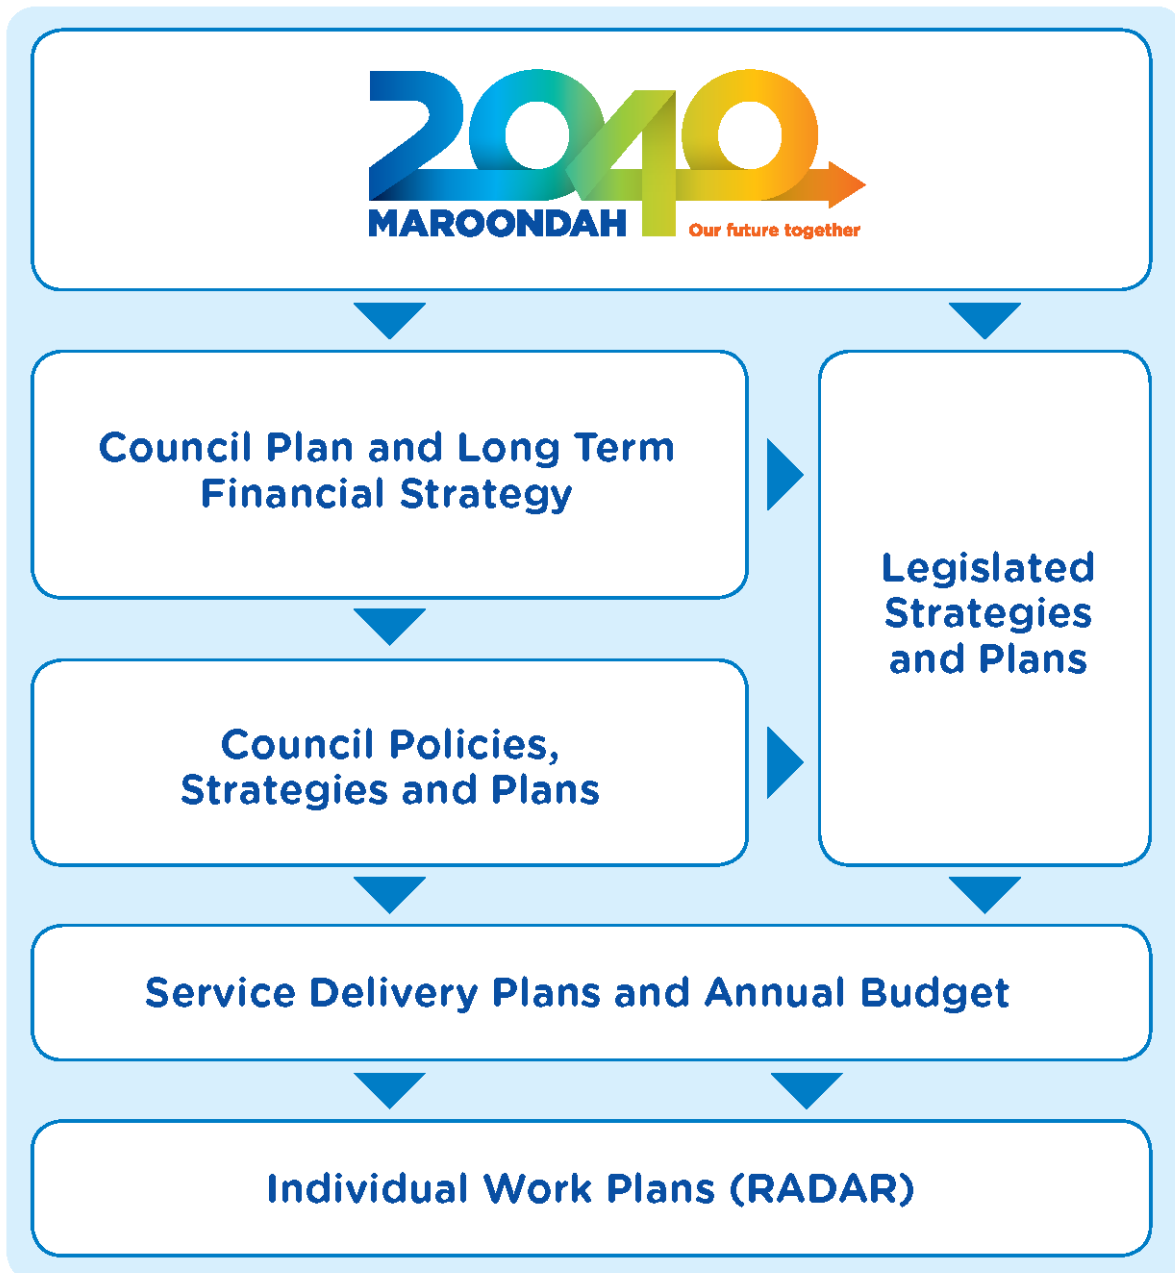 2040
MAROONDAH
Our future together
Council Plan and Long Term
Financial Strategy
Legislated
Strategies
and Plans
Council Policies,
Strategies and Plans
Service Delivery Plans and Annual Budget
Individual Work Plans (RADAR)